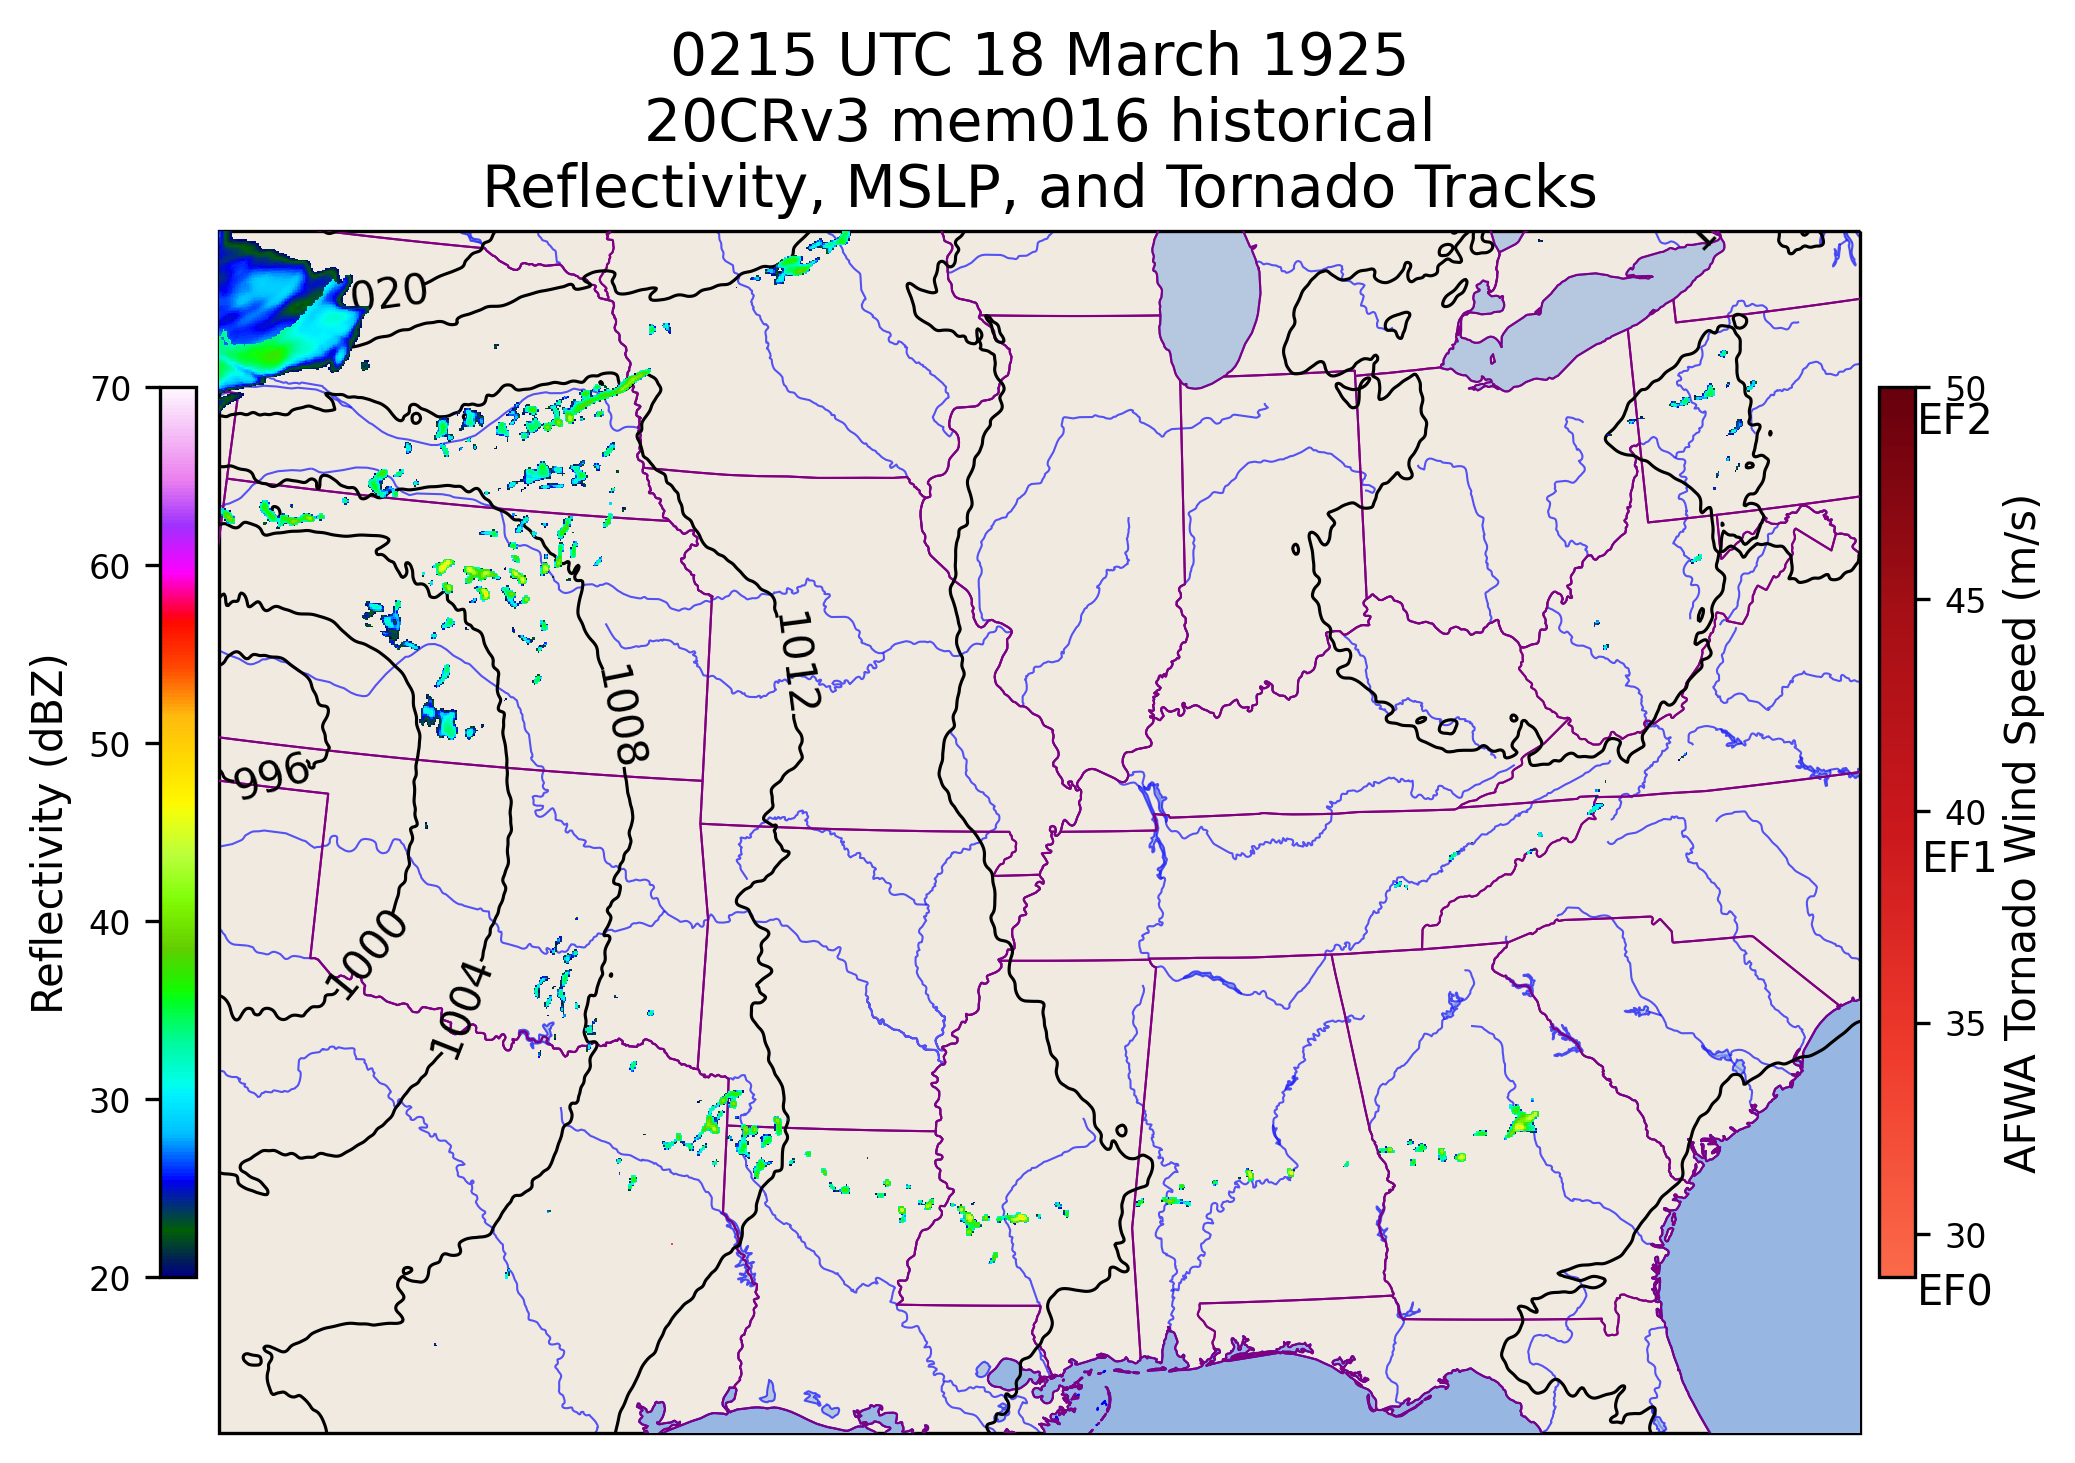 0215 UTC 18 March 1925
20CRv3 mem016 historical
Reflectivity, MSLP, and Tornado Tracks
020
1012
1008
996
1000
1004
Reflectivity (dBZ)
70
60
50
40
30
20
50
EF2
45
40
EF1
35
30
EF0
AFWA Tornado Wind Speed (m/s)